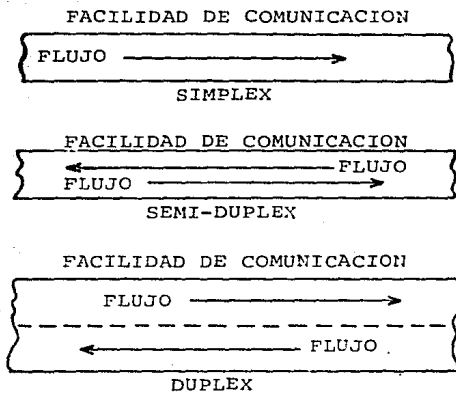 FACILIDAD DE COMUNICACION
FLUJO
SIMPLEX
FACILIDAD DE COMUNICACION
FLUJO
FLUJO
SEMI-DUPLEX
FACILIDAD DE COMUNICACION
FLUJO
FLUJO
DUPLEX